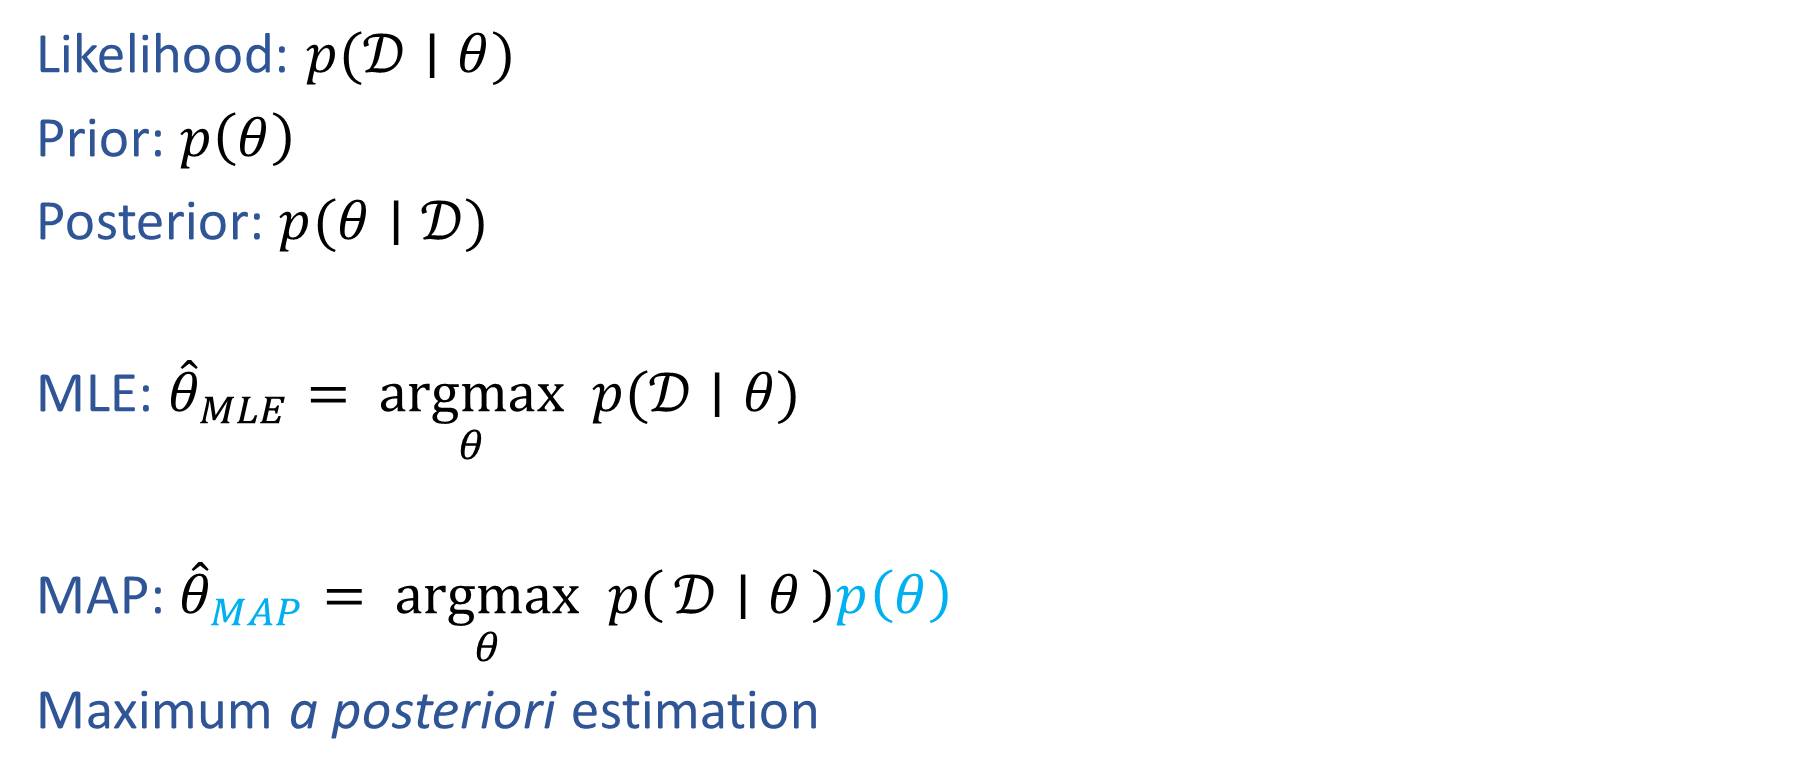 Likelihood: p(𝒟 | θ)
Prior: p(θ)
Posterior: p(θ | 𝒟)
MLE: θ̂_MLE = argmax_θ p(𝒟 | θ)
MAP: θ̂_MAP = argmax_θ p( 𝒟 | θ )p(θ)
Maximum a posteriori estimation